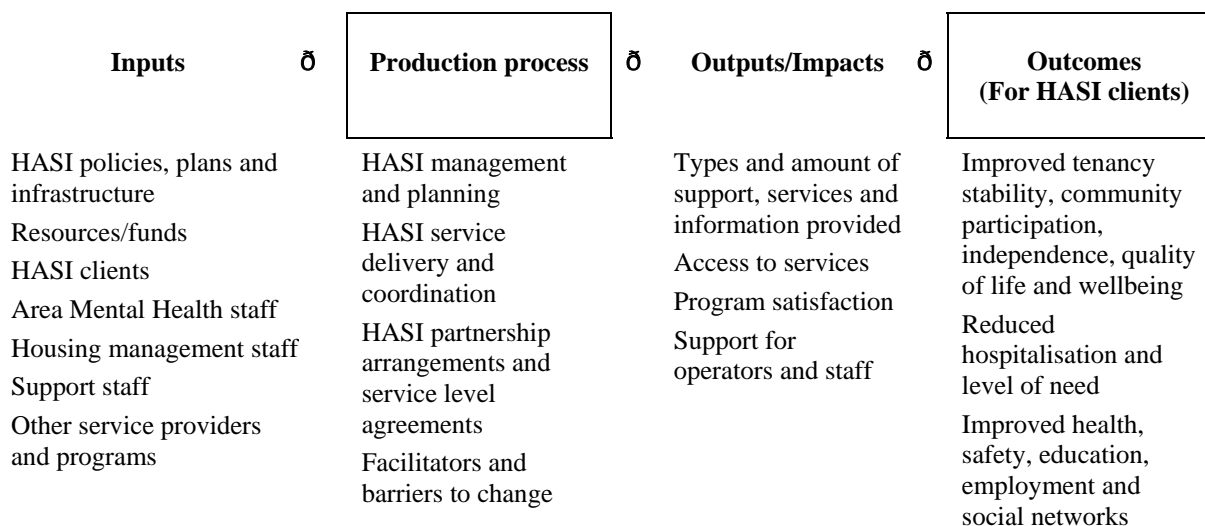 Inputs ð Production process ð Outputs/Impacts ð Outcomes
(For HASI clients)
HASI policies, plans and
infrastructure
Resources/funds
HASI clients
Area Mental Health staff
Housing management staff
Support staff
Other service providers
and programs
HASI management
and planning
HASI service
delivery and
coordination
HASI partnership
arrangements and
service level
agreements
Facilitators and
barriers to change
Types and amount of
support, services and
information provided
Access to services
Program satisfaction
Support for
operators and staff
Improved tenancy
stability, community
participation,
independence, quality
of life and wellbeing
Reduced
hospitalisation and
level of need
Improved health,
safety, education,
employment and
social networks